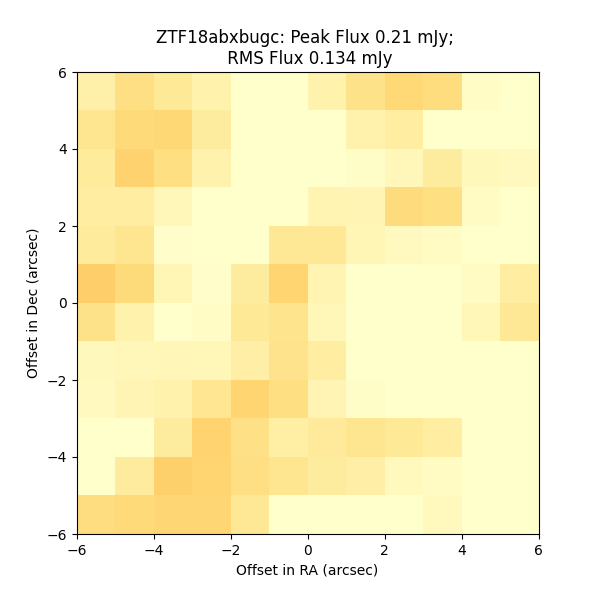 ZTF18abxbugc: Peak Flux 0.21 mJy;
RMS Flux 0.134 mJy
6
4
2
0
−2
−4
−6
Offset in Dec (arcsec)
−6 −4 −2 0 2 4 6
Offset in RA (arcsec)